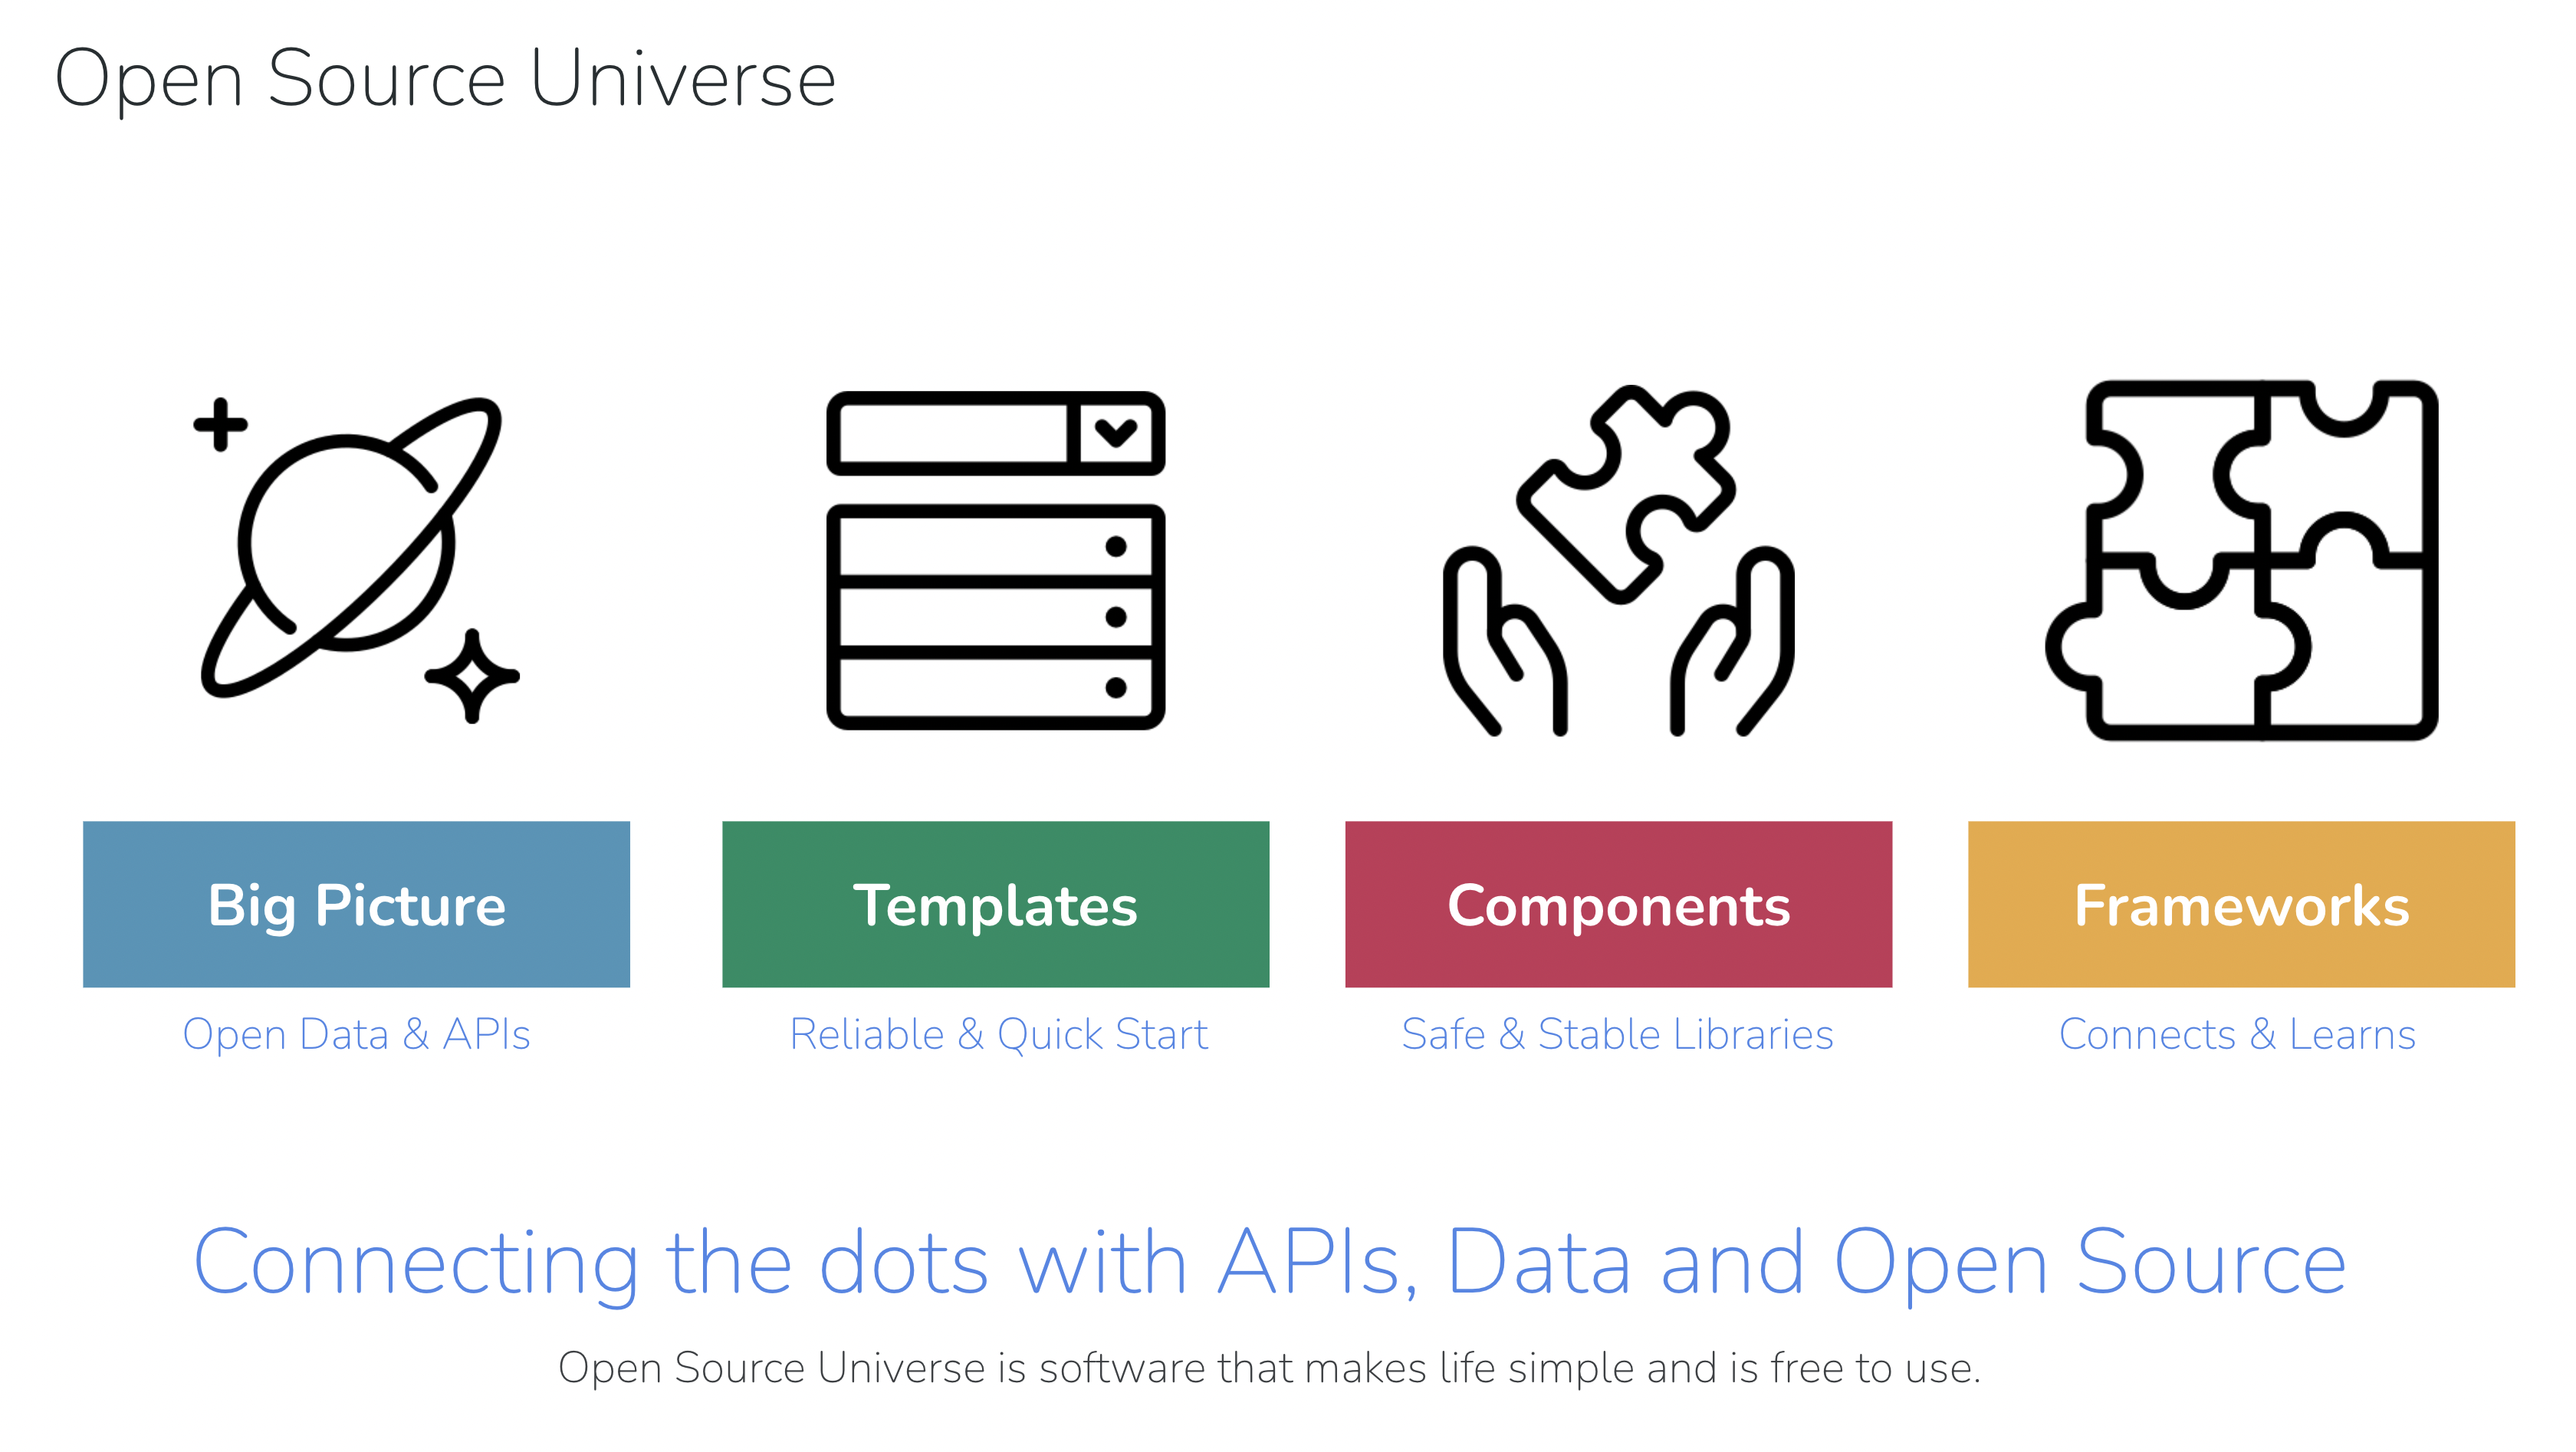 Open Source Universe
Big Picture
Templates
Components
Frameworks
Open Data & APIs
Reliable & Quick Start
Safe & Stable Libraries
Connects & Learns
Connecting the dots with APIs, Data and Open Source
Open Source Universe is software that makes life simple and is free to use.